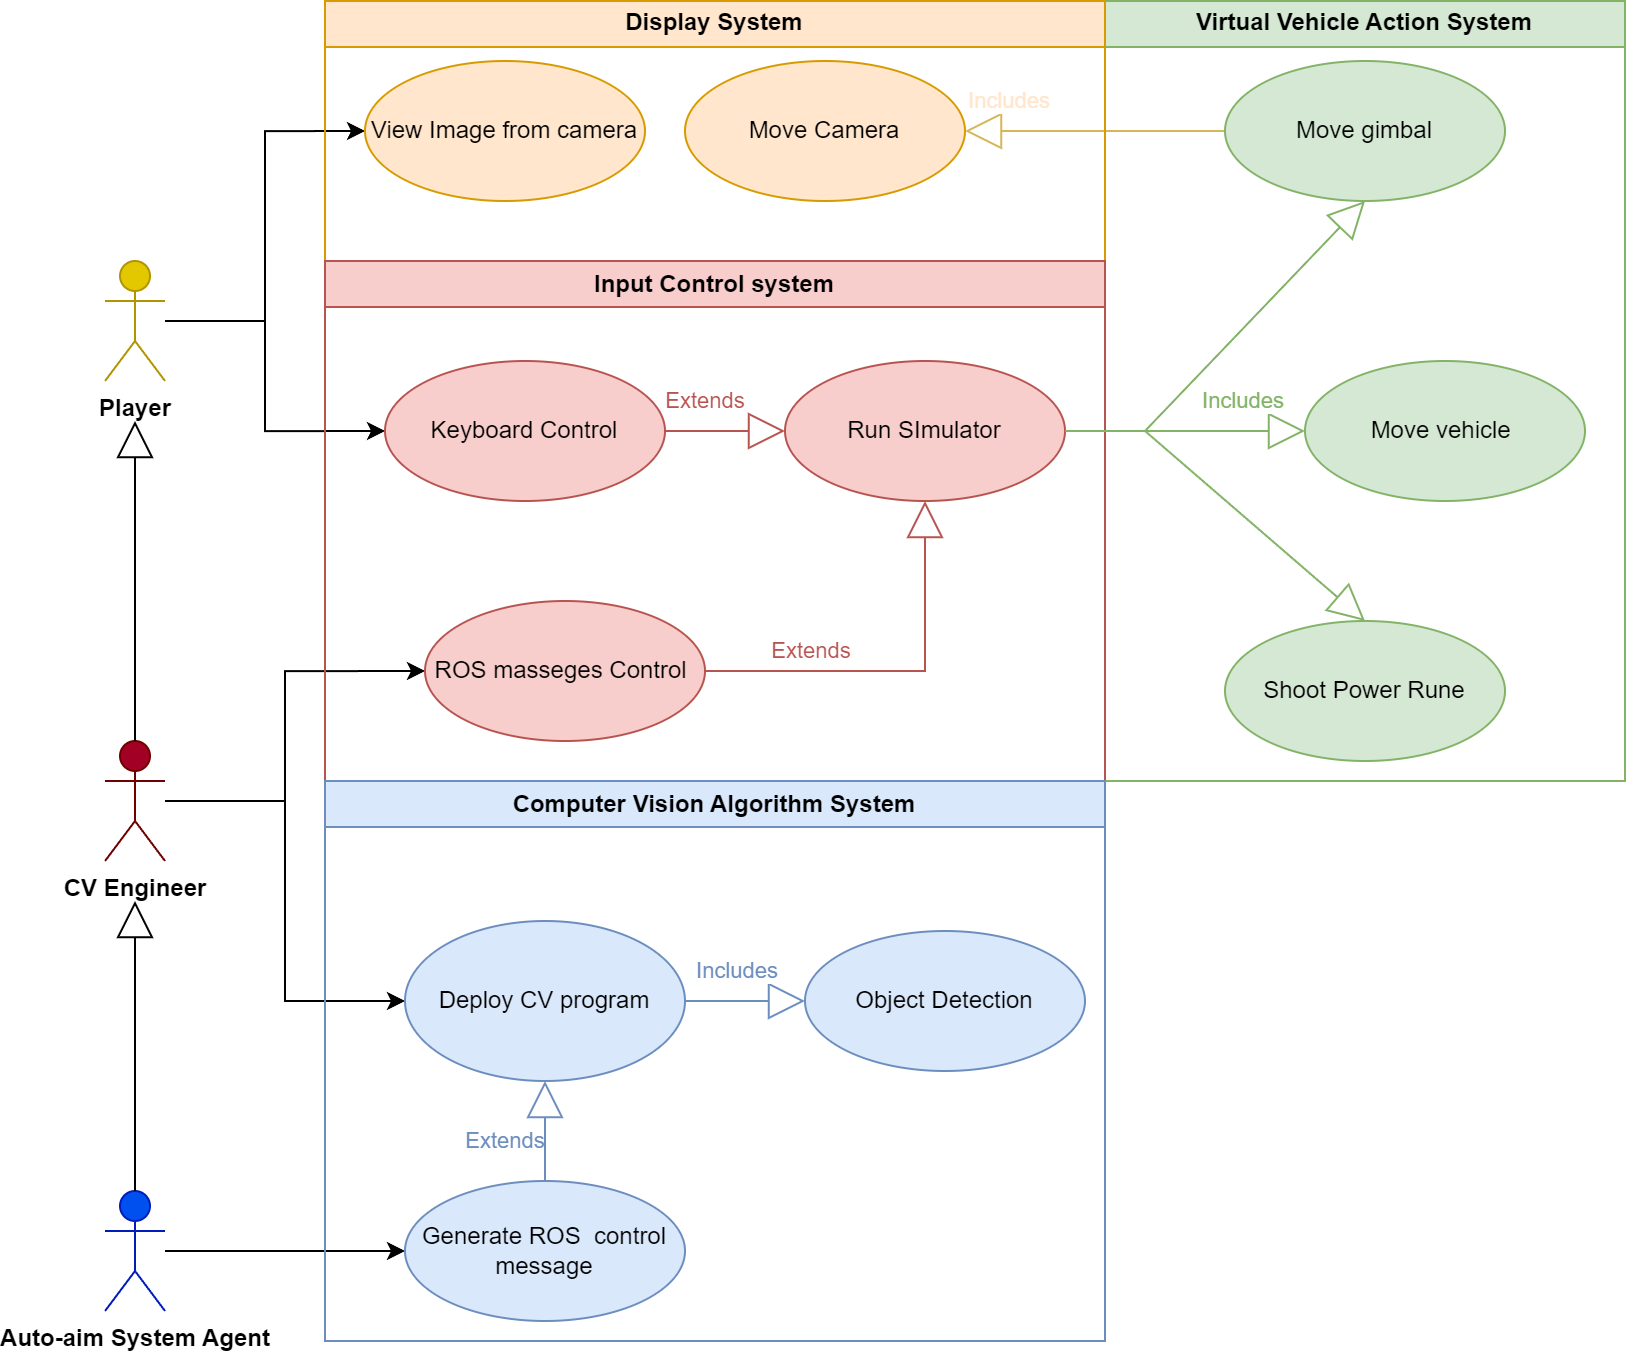 Display System
Virtual Vehicle Action System
View Image from camera
Move Camera
Includes
Move gimbal
Input Control system
Player
Keyboard Control
Extends
Run SImulator
Includes
Move vehicle
ROS masseges Control
Extends
Shoot Power Rune
Computer Vision Algorithm System
CV Engineer
Deploy CV program
Includes
Object Detection
Extends
Generate ROS  control
message
Auto-aim System Agent